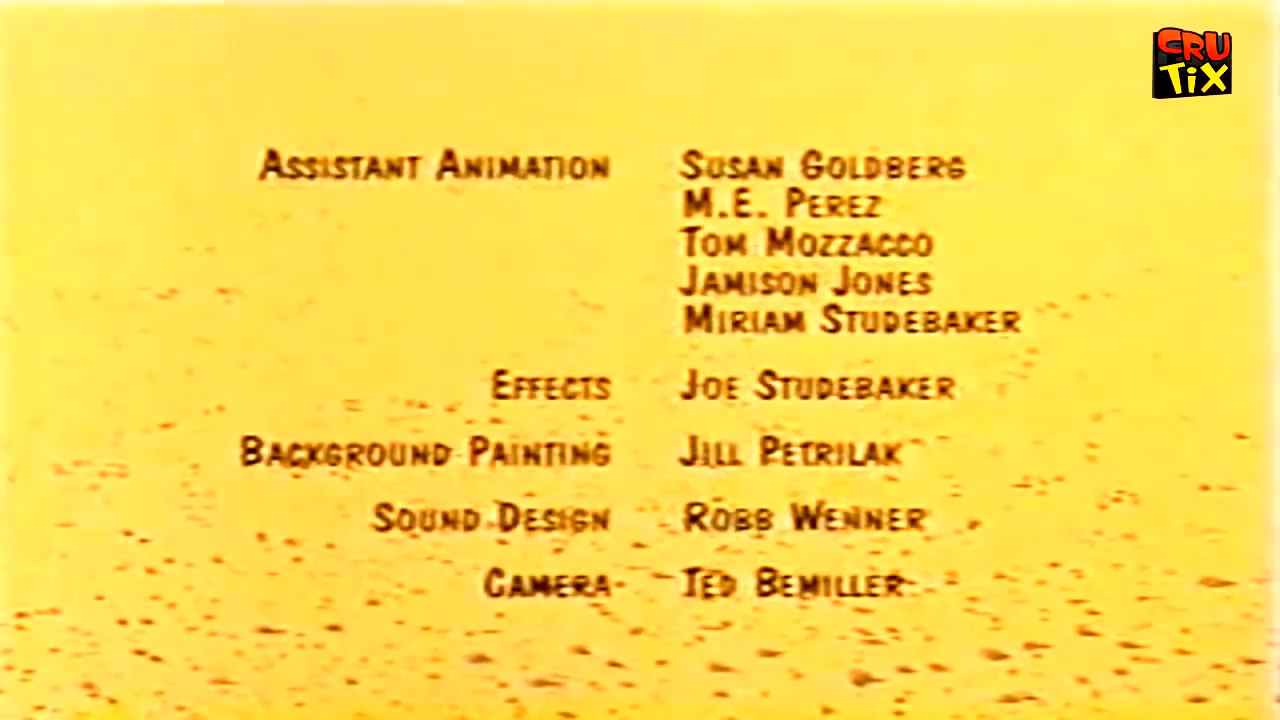 CRU
TiX
Assistant Animation Susan Goldberg
M.E. Perez
Tom Mozzacco
Jamison Jones
Miriam Studebaker
Effects Joe Studebaker
Background Painting Jill Petrilak
Sound Design Robb Wenner
Camera Ted Bemiller